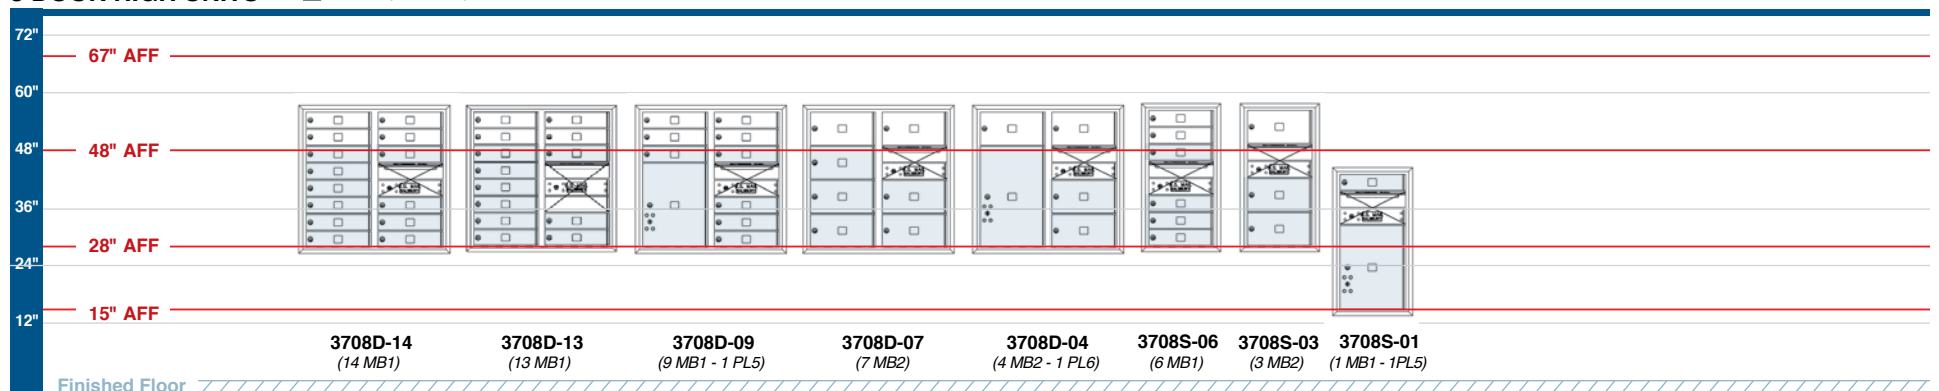 72"
67" AFF
60"
48"
48" AFF
36"
28" AFF
24"
15" AFF
12"
3708D-14
(14 MB1)
3708D-13
(13 MB1)
3708D-09
(9 MB1 - 1 PL5)
3708D-07
(7 MB2)
3708D-04
(4 MB2 - 1 PL6)
3708S-06
(6 MB1)
3708S-03
(3 MB2)
3708S-01
(1 MB1 - 1PL5)
Finished Floor